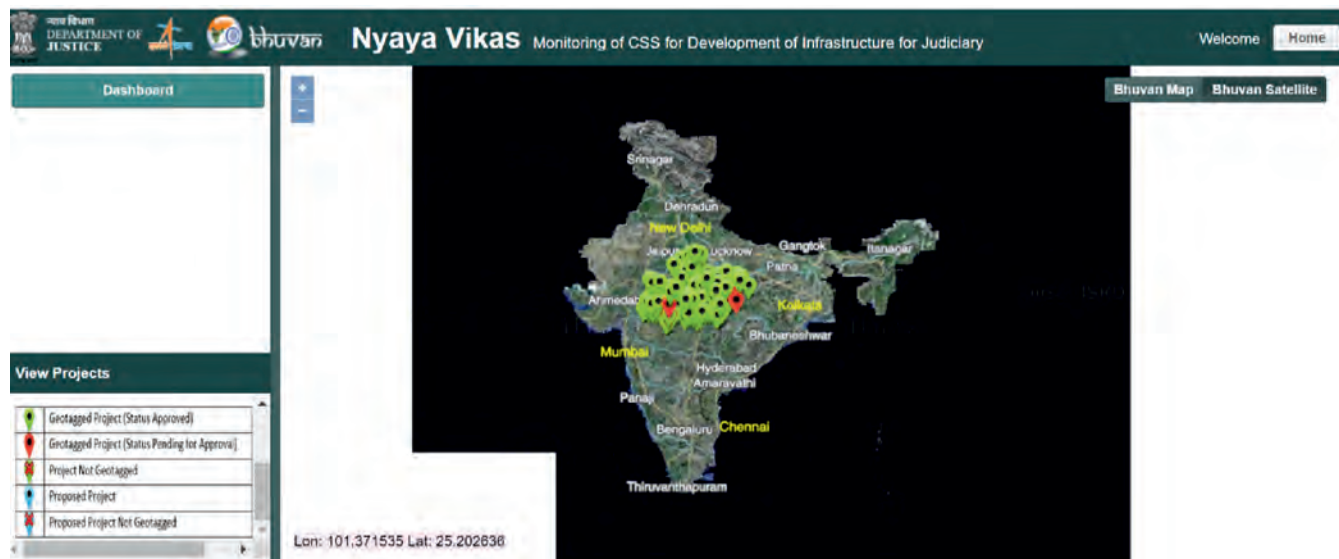 न्याय विभाग
DEPARTMENT OF
JUSTICE
bhuvan
Nyaya Vikas Monitoring of CSS for Development of Infrastructure for Judiciary
Welcome Home
Dashboard
+
-
Bhuvan Map Bhuvan Satellite
Srinagar
Dehradun
New Delhi
Jaipur
Lucknow
Gangtok
Itanagar
Patna
Ahmedab
Kolkata
Bhubaneshwar
Mumbai
Hyderabad
Amaravathi
Panaji
Bengaluru
Chennai
Thiruvanthapuram
View Projects
Geotagged Project (Status Approved)
Geotagged Project (Status Pending for Approval)
Project Not Geotagged
Proposed Project
Proposed Project Not Geotagged
Lon: 101.371535 Lat: 25.202636